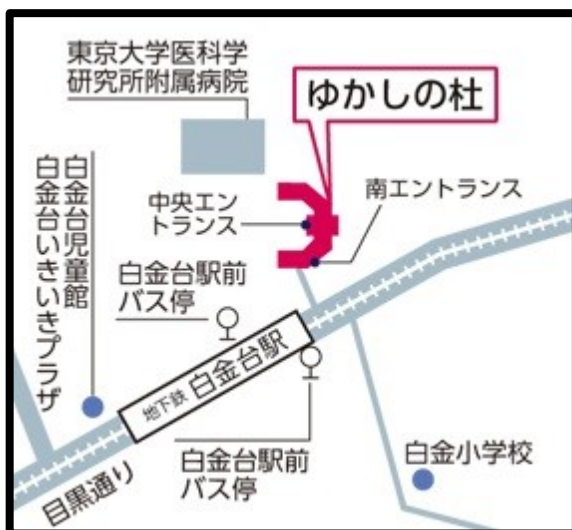 東京大学医科学
研究所附属病院
ゆかしの杜
中央エン
トランス
南エントランス
白金台児童館
白金台いきいきプラザ
白金台駅前
バス停
地下鉄 白金台駅
目黒通り
白金台駅前
バス停
白金小学校